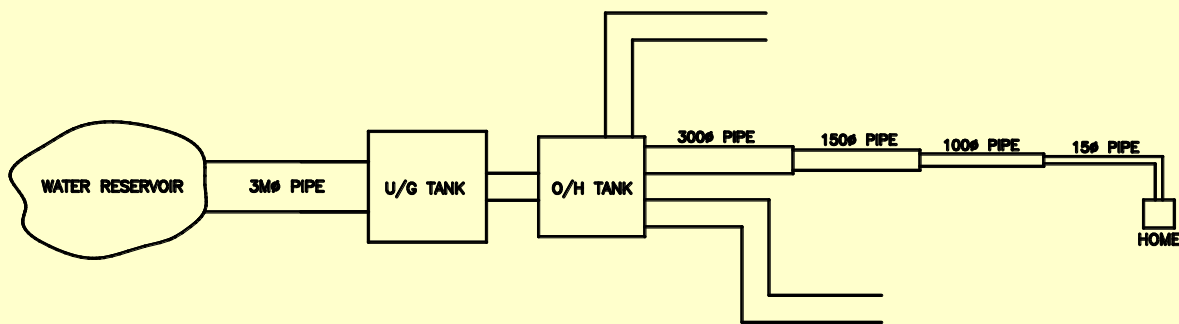 WATER RESERVOIR
3MØ PIPE
U/G TANK
O/H TANK
300Ø PIPE
150Ø PIPE
100Ø PIPE
15Ø PIPE
HOME